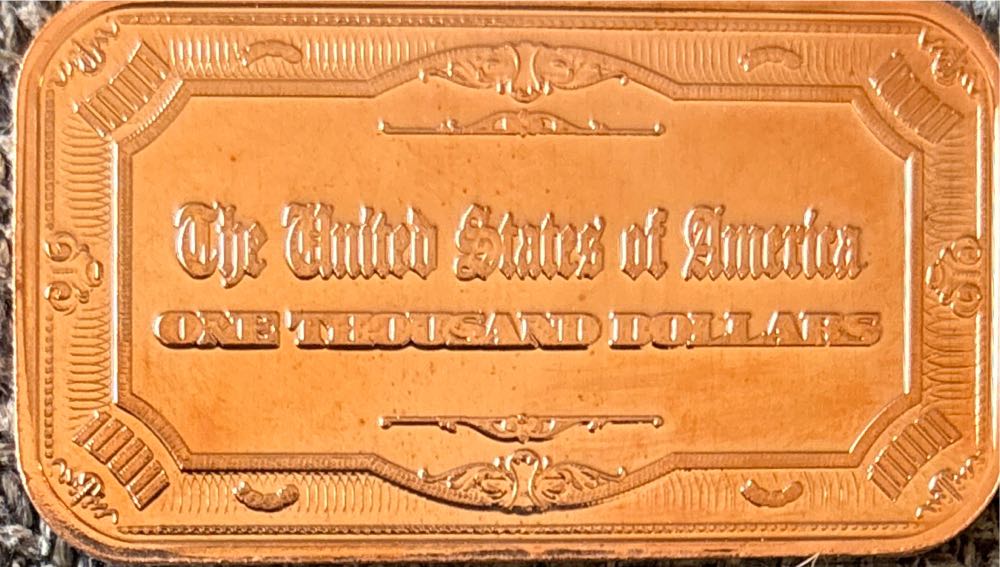 The United States of America
ONE THOUSAND DOLLARS